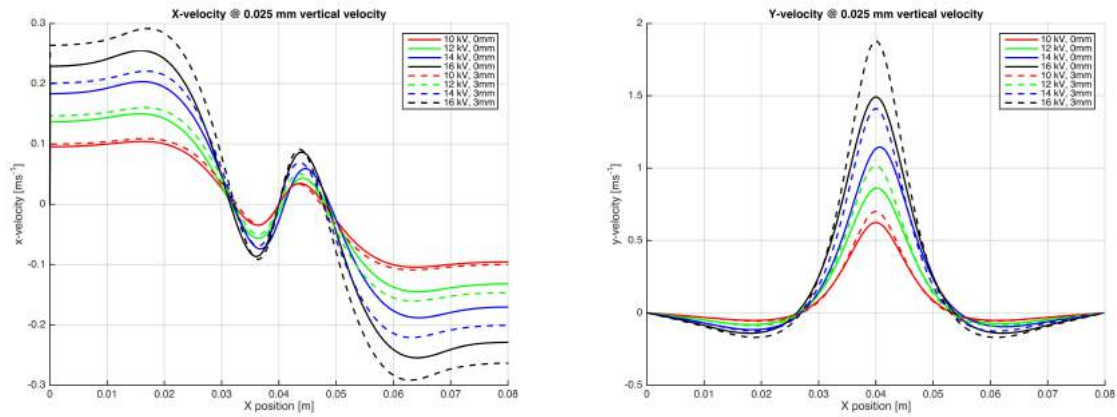 X-velocity @ 0.025 mm vertical velocity
0.3
0.2
0.1
0
-0.1
-0.2
-0.3
x-velocity [ms⁻¹]
10 kV, 0mm
12 kV, 0mm
14 kV, 0mm
16 kV, 0mm
10 kV, 3mm
12 kV, 3mm
14 kV, 3mm
16 kV, 3mm
0 0.01 0.02 0.03 0.04 0.05 0.06 0.07 0.08
X position [m]
Y-velocity @ 0.025 mm vertical velocity
2
1.5
1
0.5
0
-0.5
y-velocity [ms⁻¹]
10 kV, 0mm
12 kV, 0mm
14 kV, 0mm
16 kV, 0mm
10 kV, 3mm
12 kV, 3mm
14 kV, 3mm
16 kV, 3mm
0 0.01 0.02 0.03 0.04 0.05 0.06 0.07 0.08
X position [m]